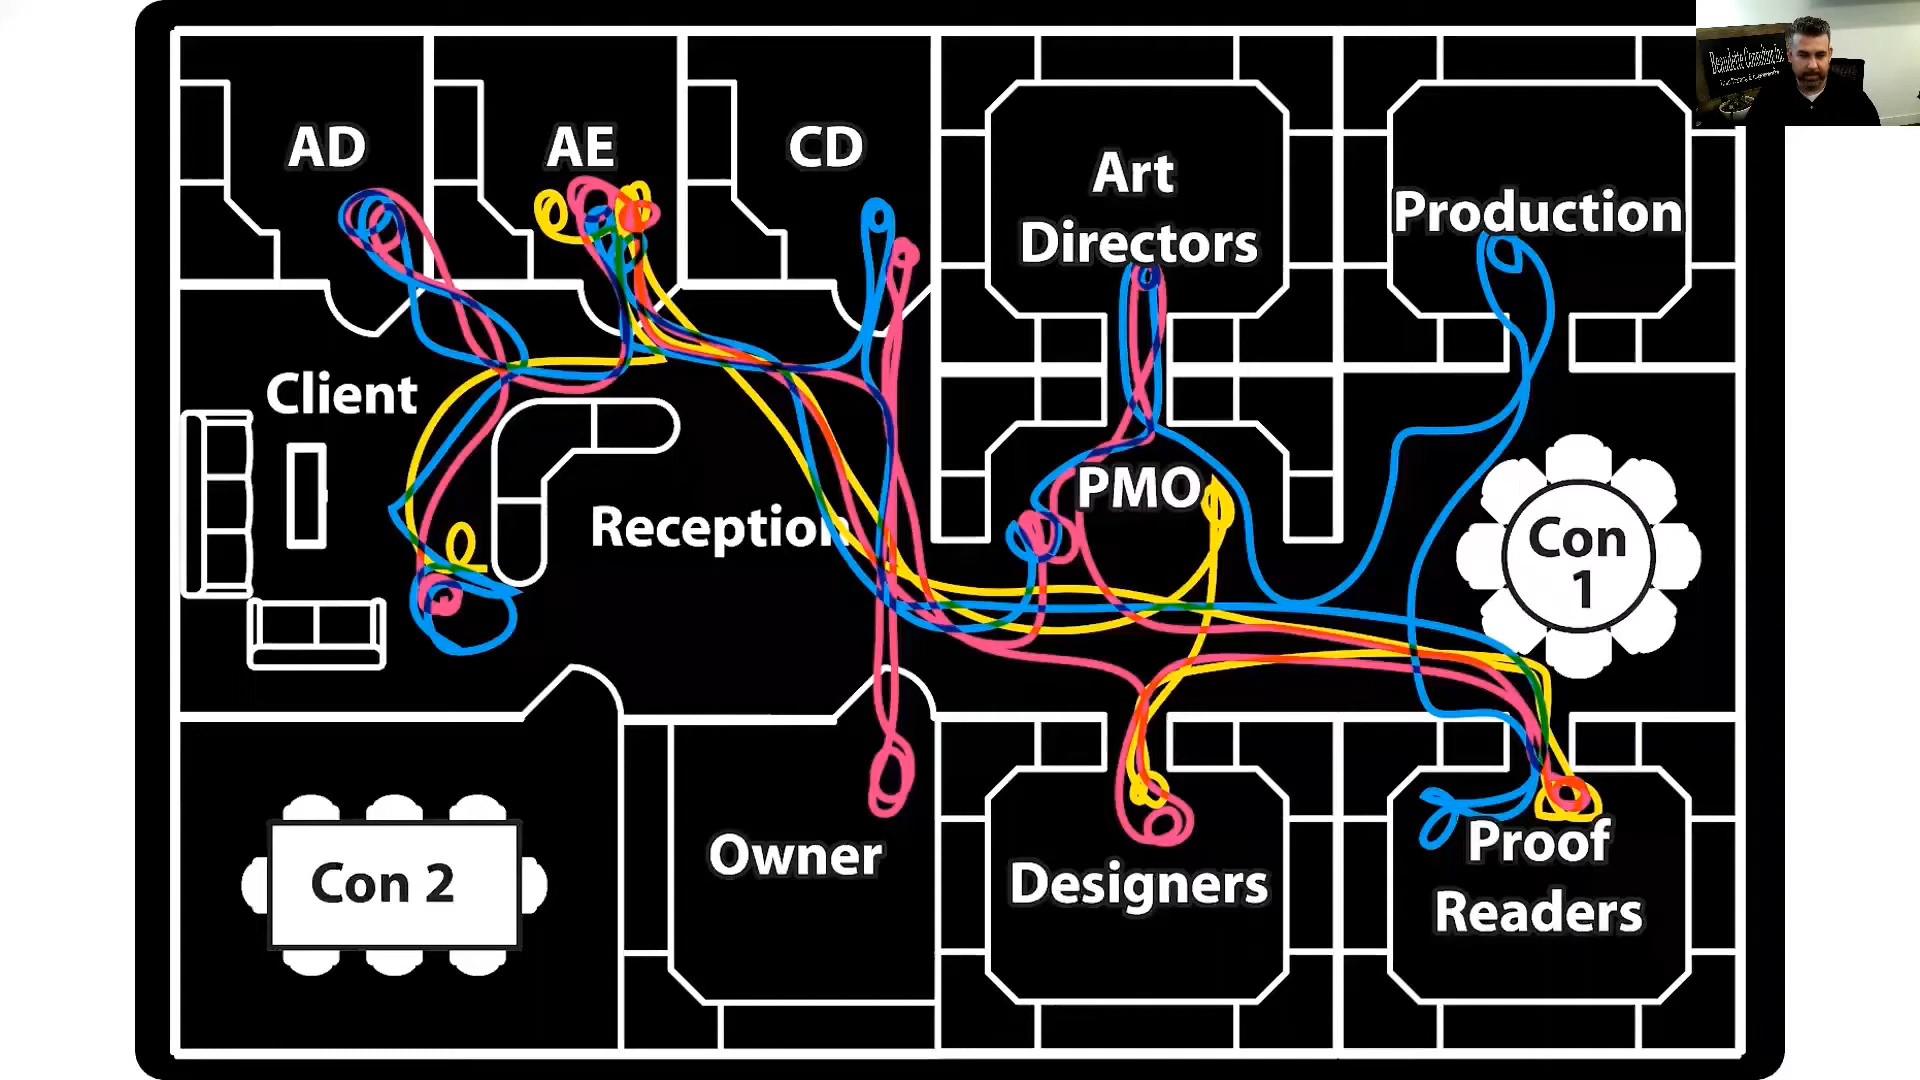 AD
AE
CD
Art
Directors
Production
Client
Reception
PMO
Con
1
Con 2
Owner
Designers
Proof
Readers